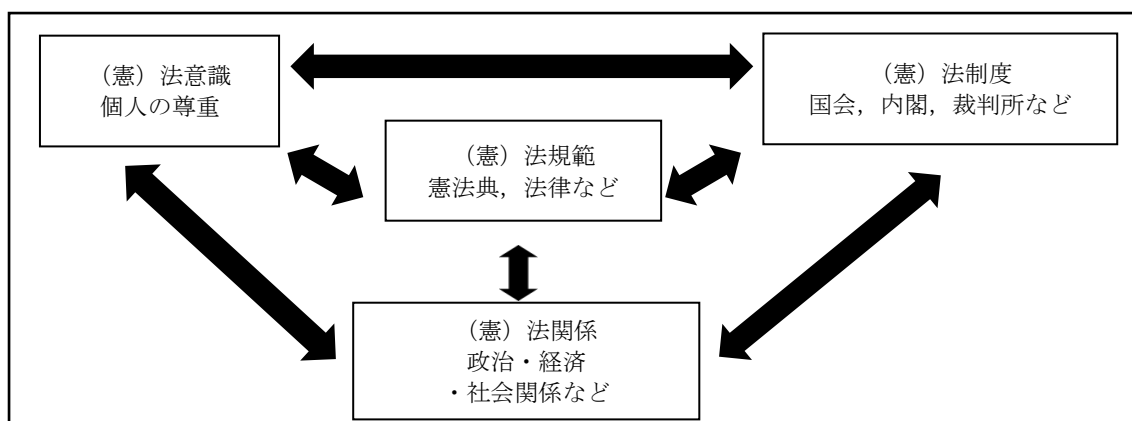 （憲）法意識
個人の尊重
（憲）法制度
国会，内閣，裁判所など
（憲）法規範
憲法典，法律など
（憲）法関係
政治・経済
・社会関係など